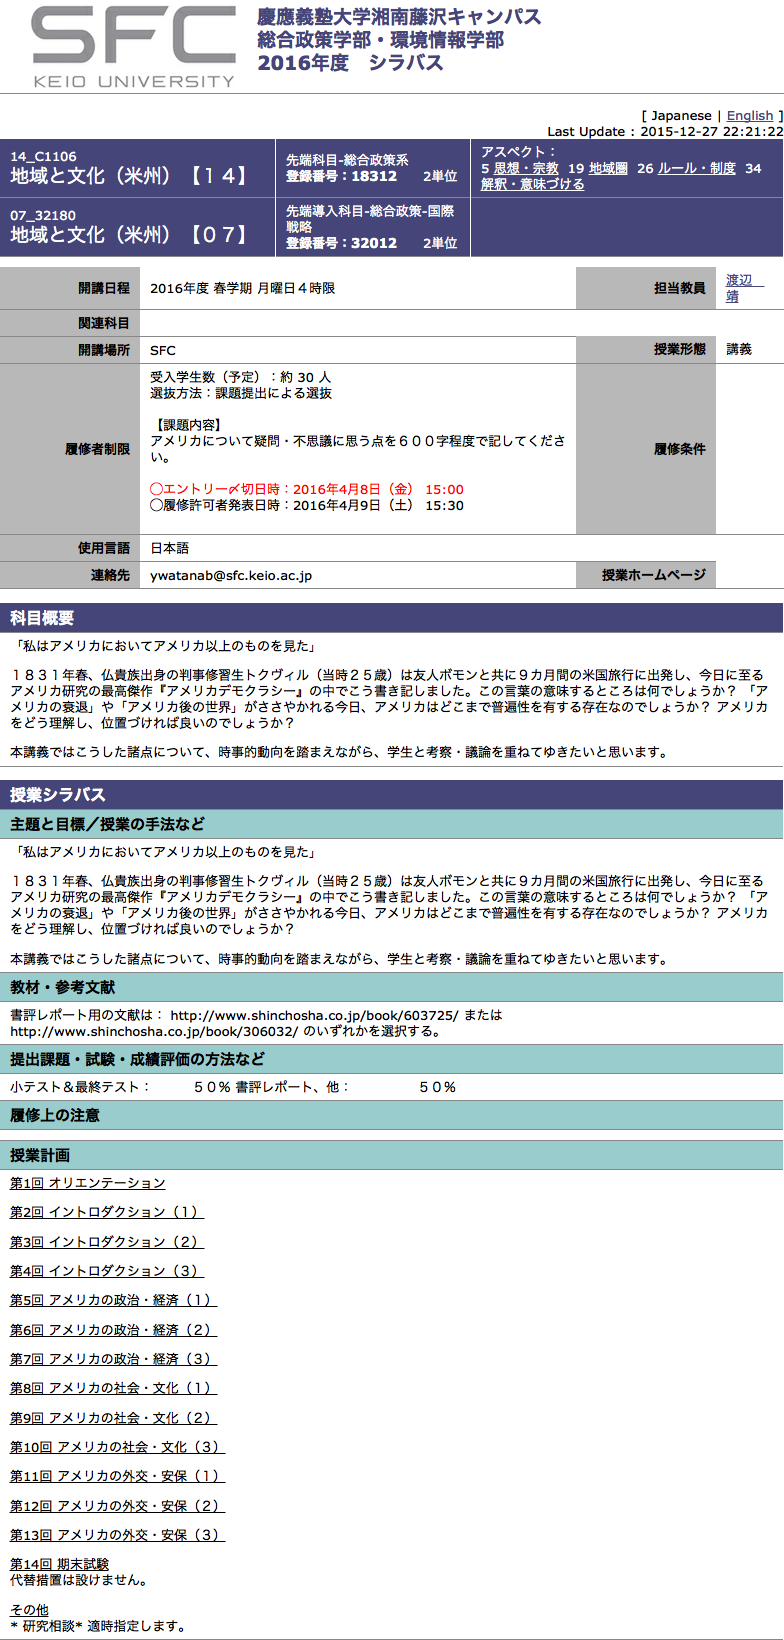 SFC
KEIO UNIVERSITY
慶應義塾大学湘南藤沢キャンパス
総合政策学部・環境情報学部
2016年度　シラバス
[ Japanese | English ]
Last Update : 2015-12-27 22:21:22
14_C1106
地域と文化（米州）【１４】
先端科目-総合政策系
登録番号：18312　　2単位
アスペクト：
5 思想・宗教 19 地域圏 26 ルール・制度 34
解釈・意味づける
07_32180
地域と文化（米州）【０７】
先端導入科目-総合政策-国際
戦略
登録番号：32012　　2単位
開講日程 2016年度 春学期 月曜日４時限 担当教員 渡辺　
靖
関連科目
開講場所 SFC 授業形態 講義
履修者制限
受入学生数（予定）：約 30 人
選抜方法：課題提出による選抜
【課題内容】
アメリカについて疑問・不思議に思う点を６００字程度で記してくださ
い。
◯エントリー〆切日時：2016年4月8日（金） 15:00
◯履修許可者発表日時：2016年4月9日（土） 15:30
履修条件
使用言語 日本語
連絡先 ywatanab@sfc.keio.ac.jp 授業ホームページ
科目概要
「私はアメリカにおいてアメリカ以上のものを見た」
１８３１年春、仏貴族出身の判事修習生トクヴィル（当時２５歳）は友人ボモンと共に９カ月間の米国旅行に出発し、今日に至る
アメリカ研究の最高傑作『アメリカデモクラシー』の中でこう書き記しました。この言葉の意味するところは何でしょうか？ 「ア
メリカの衰退」や「アメリカ後の世界」がささやかれる今日、アメリカはどこまで普遍性を有する存在なのでしょうか？ アメリカ
をどう理解し、位置づければ良いのでしょうか？
本講義ではこうした諸点について、時事的動向を踏まえながら、学生と考察・議論を重ねてゆきたいと思います。
授業シラバス
主題と目標／授業の手法など
「私はアメリカにおいてアメリカ以上のものを見た」
１８３１年春、仏貴族出身の判事修習生トクヴィル（当時２５歳）は友人ボモンと共に９カ月間の米国旅行に出発し、今日に至る
アメリカ研究の最高傑作『アメリカデモクラシー』の中でこう書き記しました。この言葉の意味するところは何でしょうか？ 「ア
メリカの衰退」や「アメリカ後の世界」がささやかれる今日、アメリカはどこまで普遍性を有する存在なのでしょうか？ アメリカ
をどう理解し、位置づければ良いのでしょうか？
本講義ではこうした諸点について、時事的動向を踏まえながら、学生と考察・議論を重ねてゆきたいと思います。
教材・参考文献
書評レポート用の文献は： http://www.shinchosha.co.jp/book/603725/ または
http://www.shinchosha.co.jp/book/306032/ のいずれかを選択する。
提出課題・試験・成績評価の方法など
小テスト＆最終テスト：　　　５０％ 書評レポート、他：　　　　　５０％
履修上の注意
授業計画
第1回 オリエンテーション
第2回 イントロダクション（１）
第3回 イントロダクション（２）
第4回 イントロダクション（３）
第5回 アメリカの政治・経済（１）
第6回 アメリカの政治・経済（２）
第7回 アメリカの政治・経済（３）
第8回 アメリカの社会・文化（１）
第9回 アメリカの社会・文化（２）
第10回 アメリカの社会・文化（３）
第11回 アメリカの外交・安保（１）
第12回 アメリカの外交・安保（２）
第13回 アメリカの外交・安保（３）
第14回 期末試験
代替措置は設けません。
その他
* 研究相談* 適時指定します。